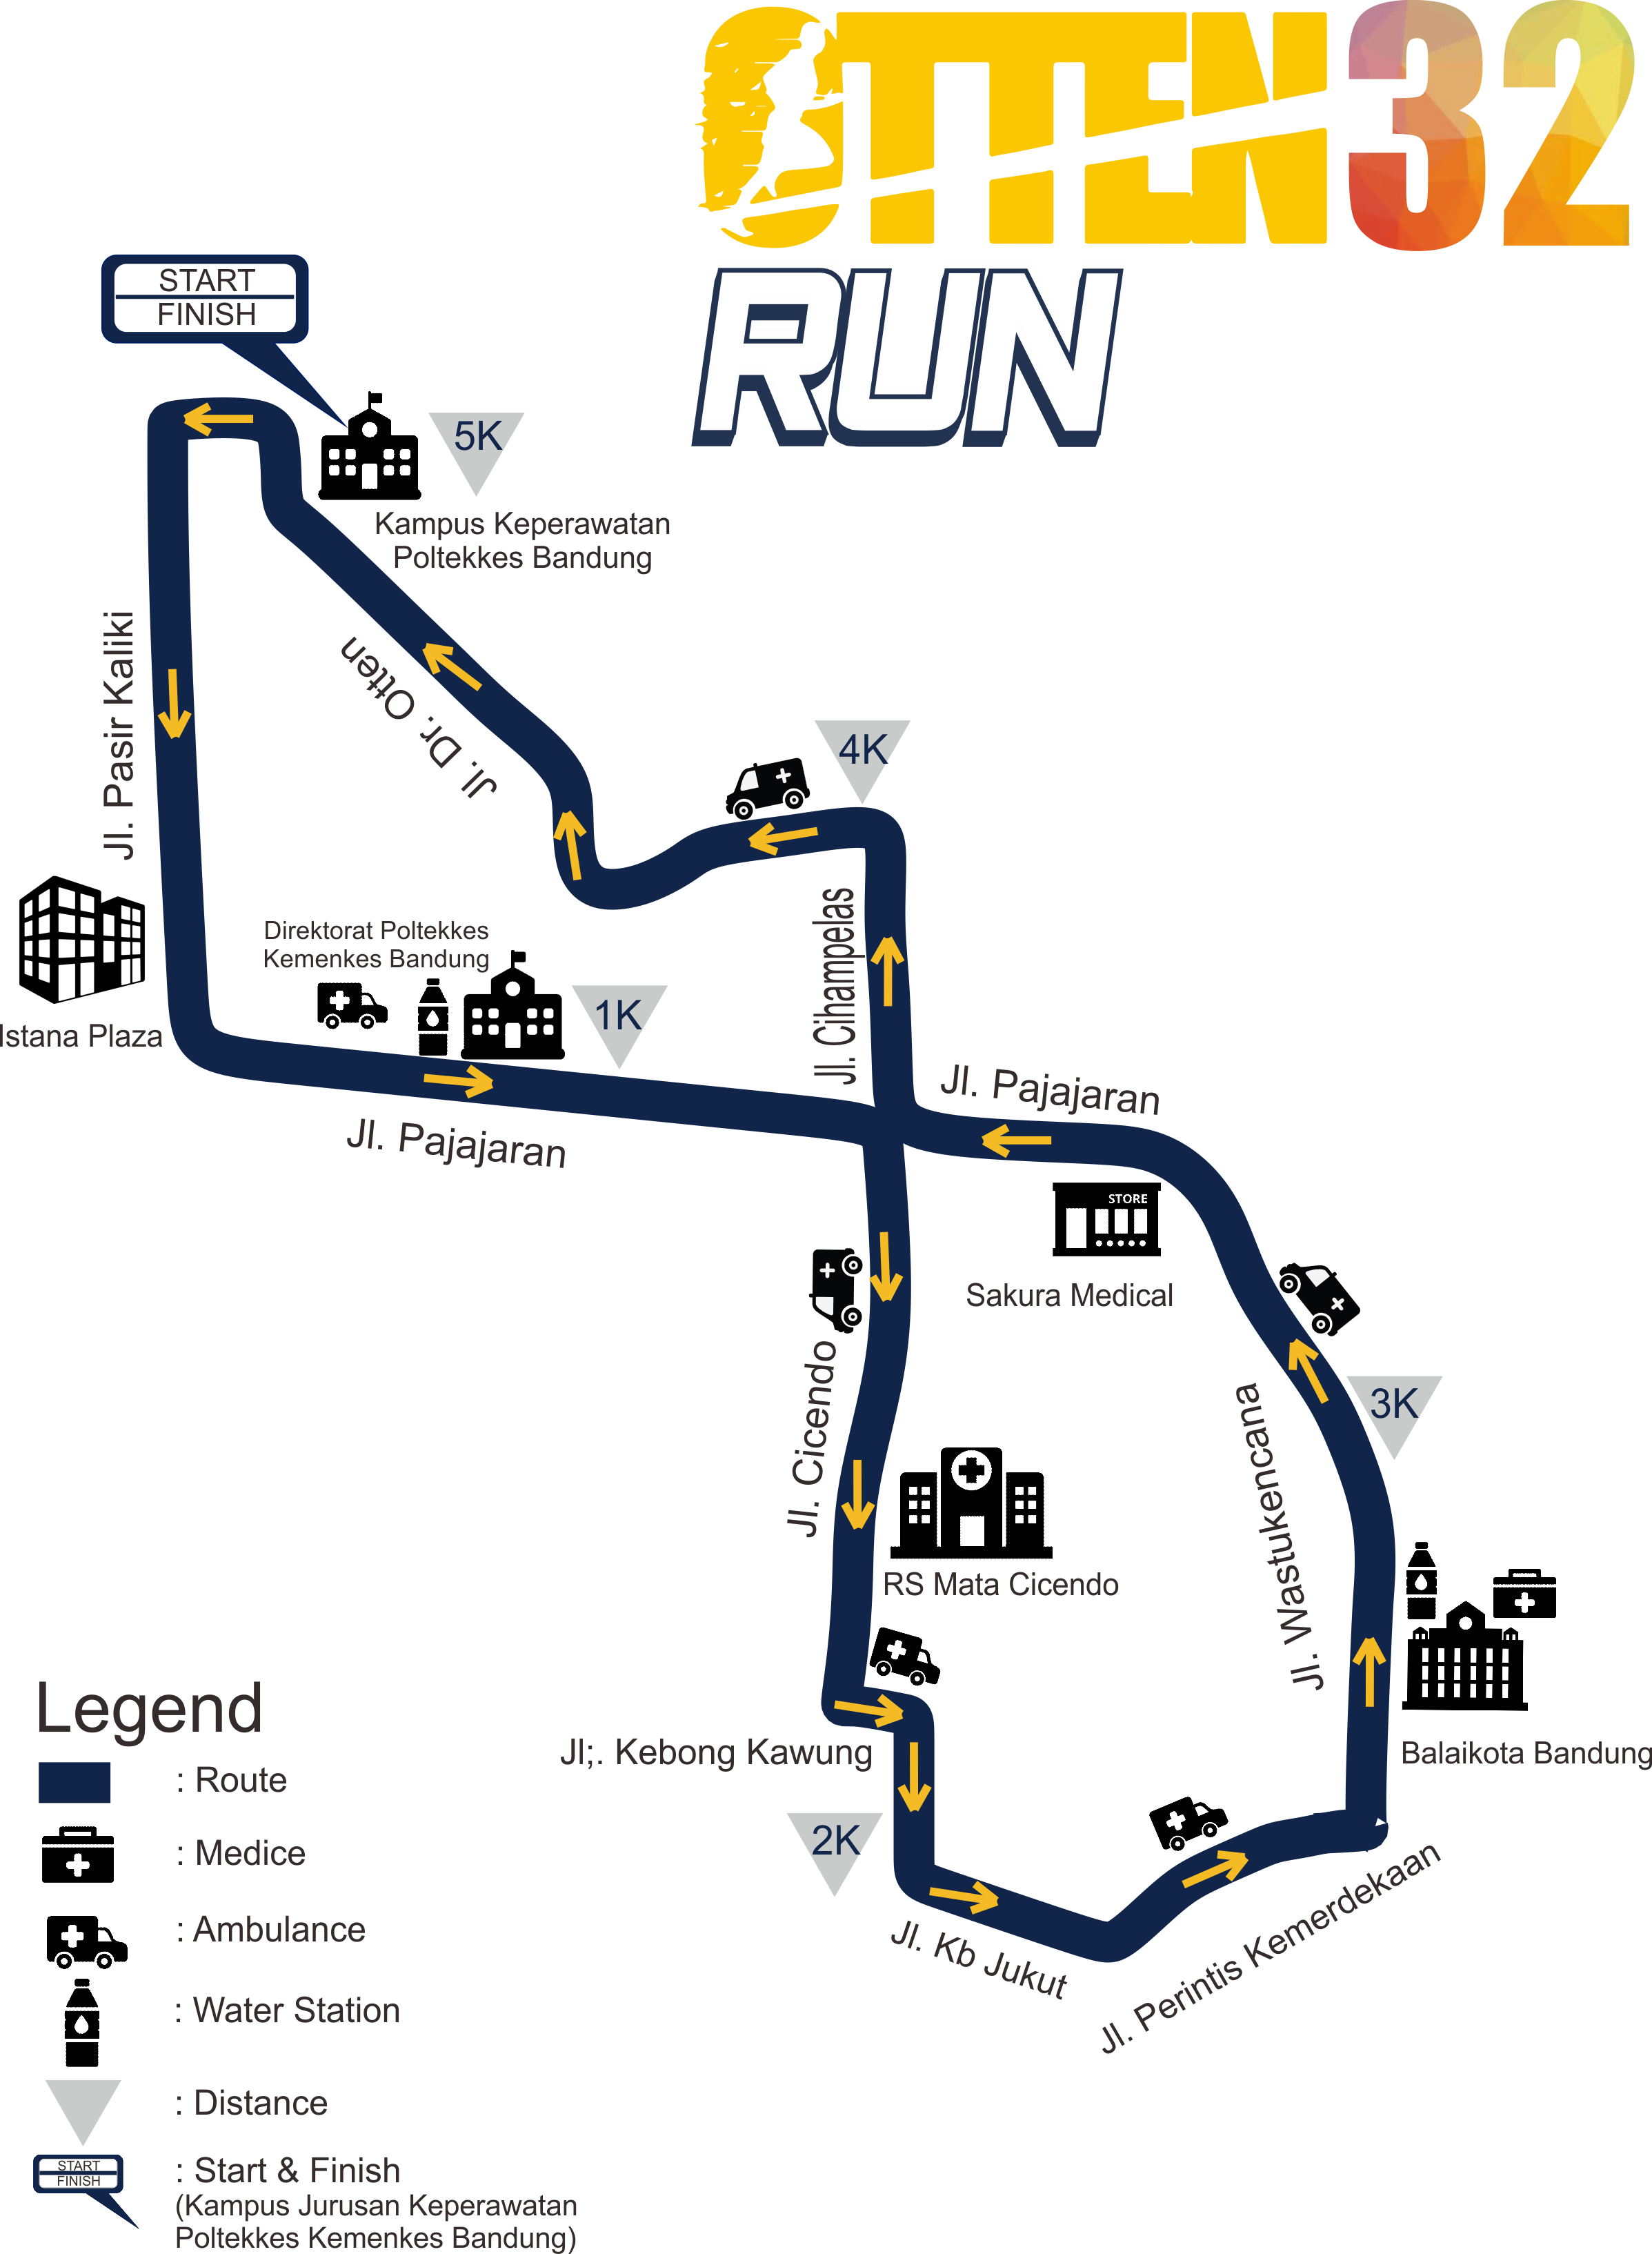 OTTEN32
RUN
START
FINISH
5K
Kampus Keperawatan
Poltekkes Bandung
Jl. Pasir Kaliki
Jl. Dr. Otten
4K
Direktorat Poltekkes
Kemenkes Bandung
1K
Istana Plaza
Jl. Cihampelas
Jl. Pajajaran
Jl. Pajajaran
STORE
Sakura Medical
Jl. Cicendo
3K
Jl. Wastukencana
RS Mata Cicendo
Balaikota Bandung
Jl;. Kebong Kawung
2K
Jl. Kb Jukut
Jl. Perintis Kemerdekaan
Legend
: Route
: Medice
: Ambulance
: Water Station
: Distance
START
FINISH
: Start & Finish
(Kampus Jurusan Keperawatan
Poltekkes Kemenkes Bandung)